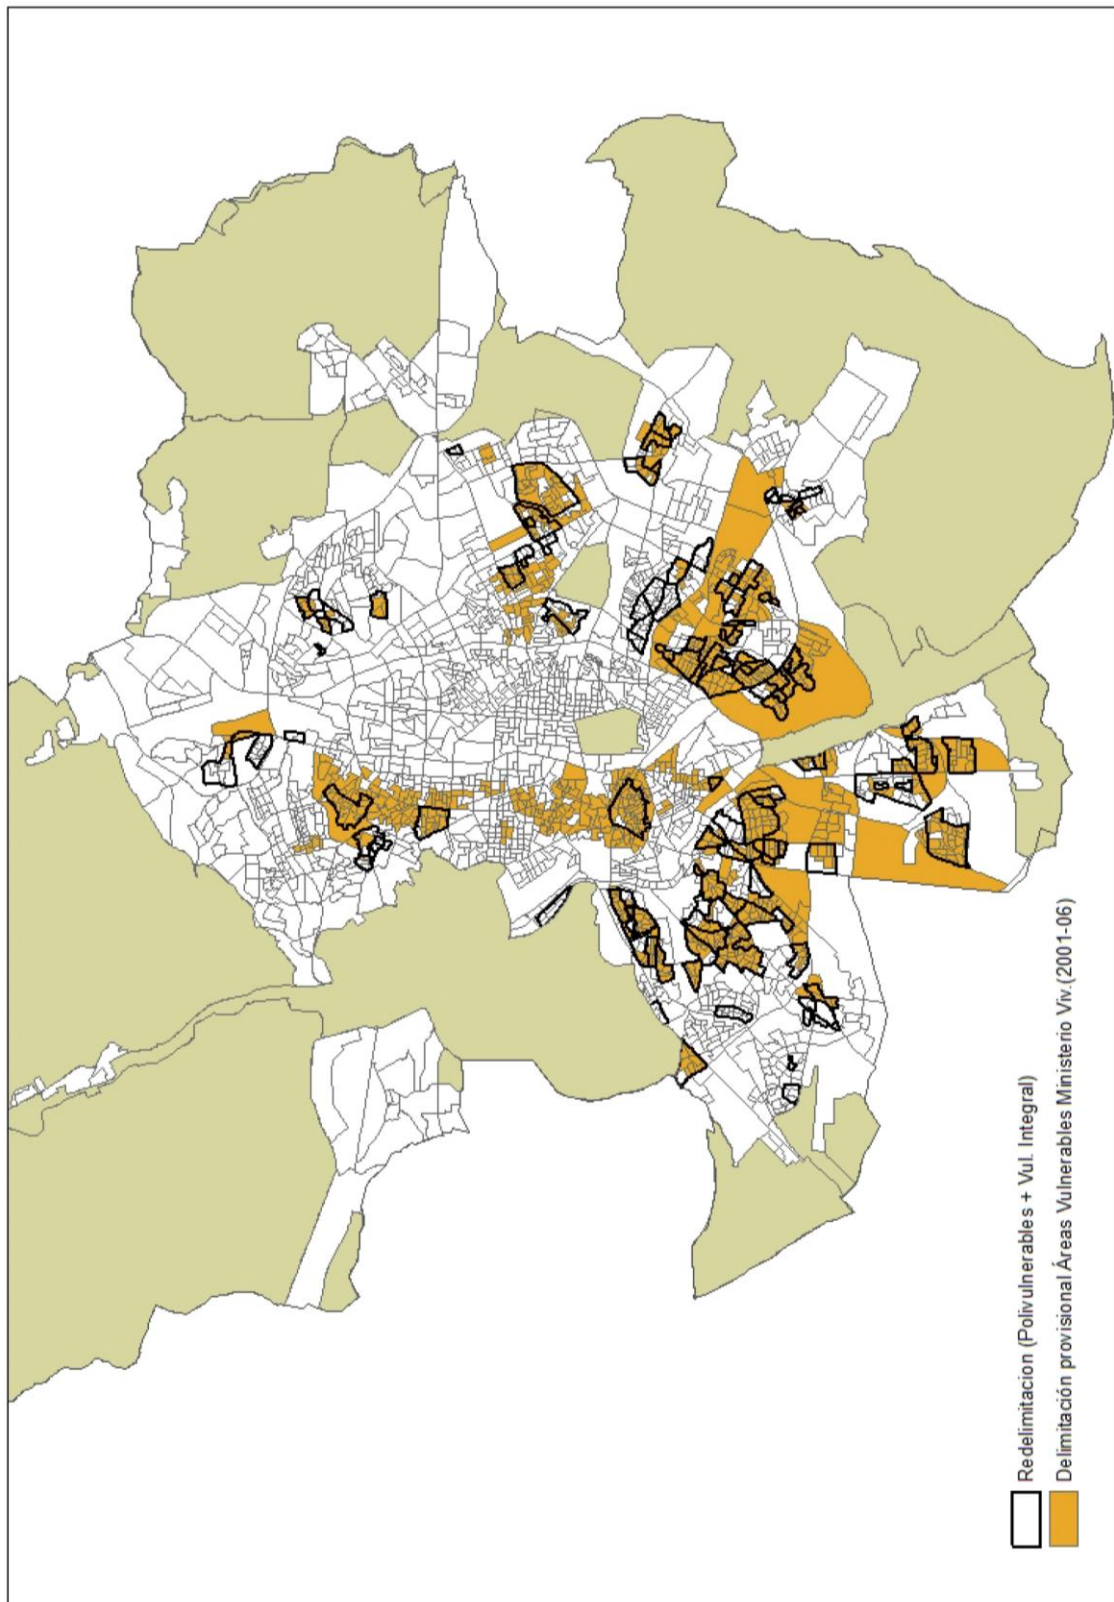 Redelimitacion (Polivulnerables + Vul. Integral)
Delimitación provisional Áreas Vulnerables Ministerio Viv.(2001-06)